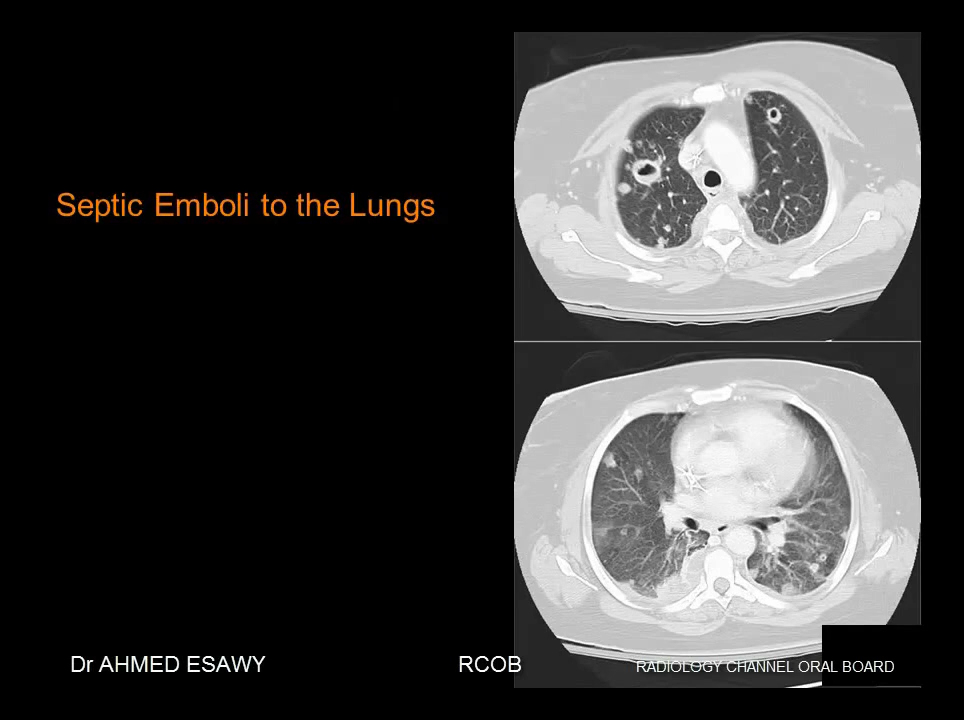 Septic Emboli to the Lungs
Dr AHMED ESAWY
RCOB
RADIOLOGY CHANNEL ORAL BOARD